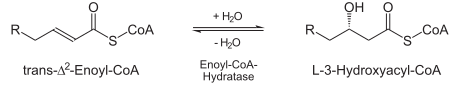 O
OH
O
R
S
CoA
+ H₂O
- H₂O
R
S
CoA
trans-Δ²-Enoyl-CoA
Enoyl-CoA-
Hydratase
L-3-Hydroxyacyl-CoA